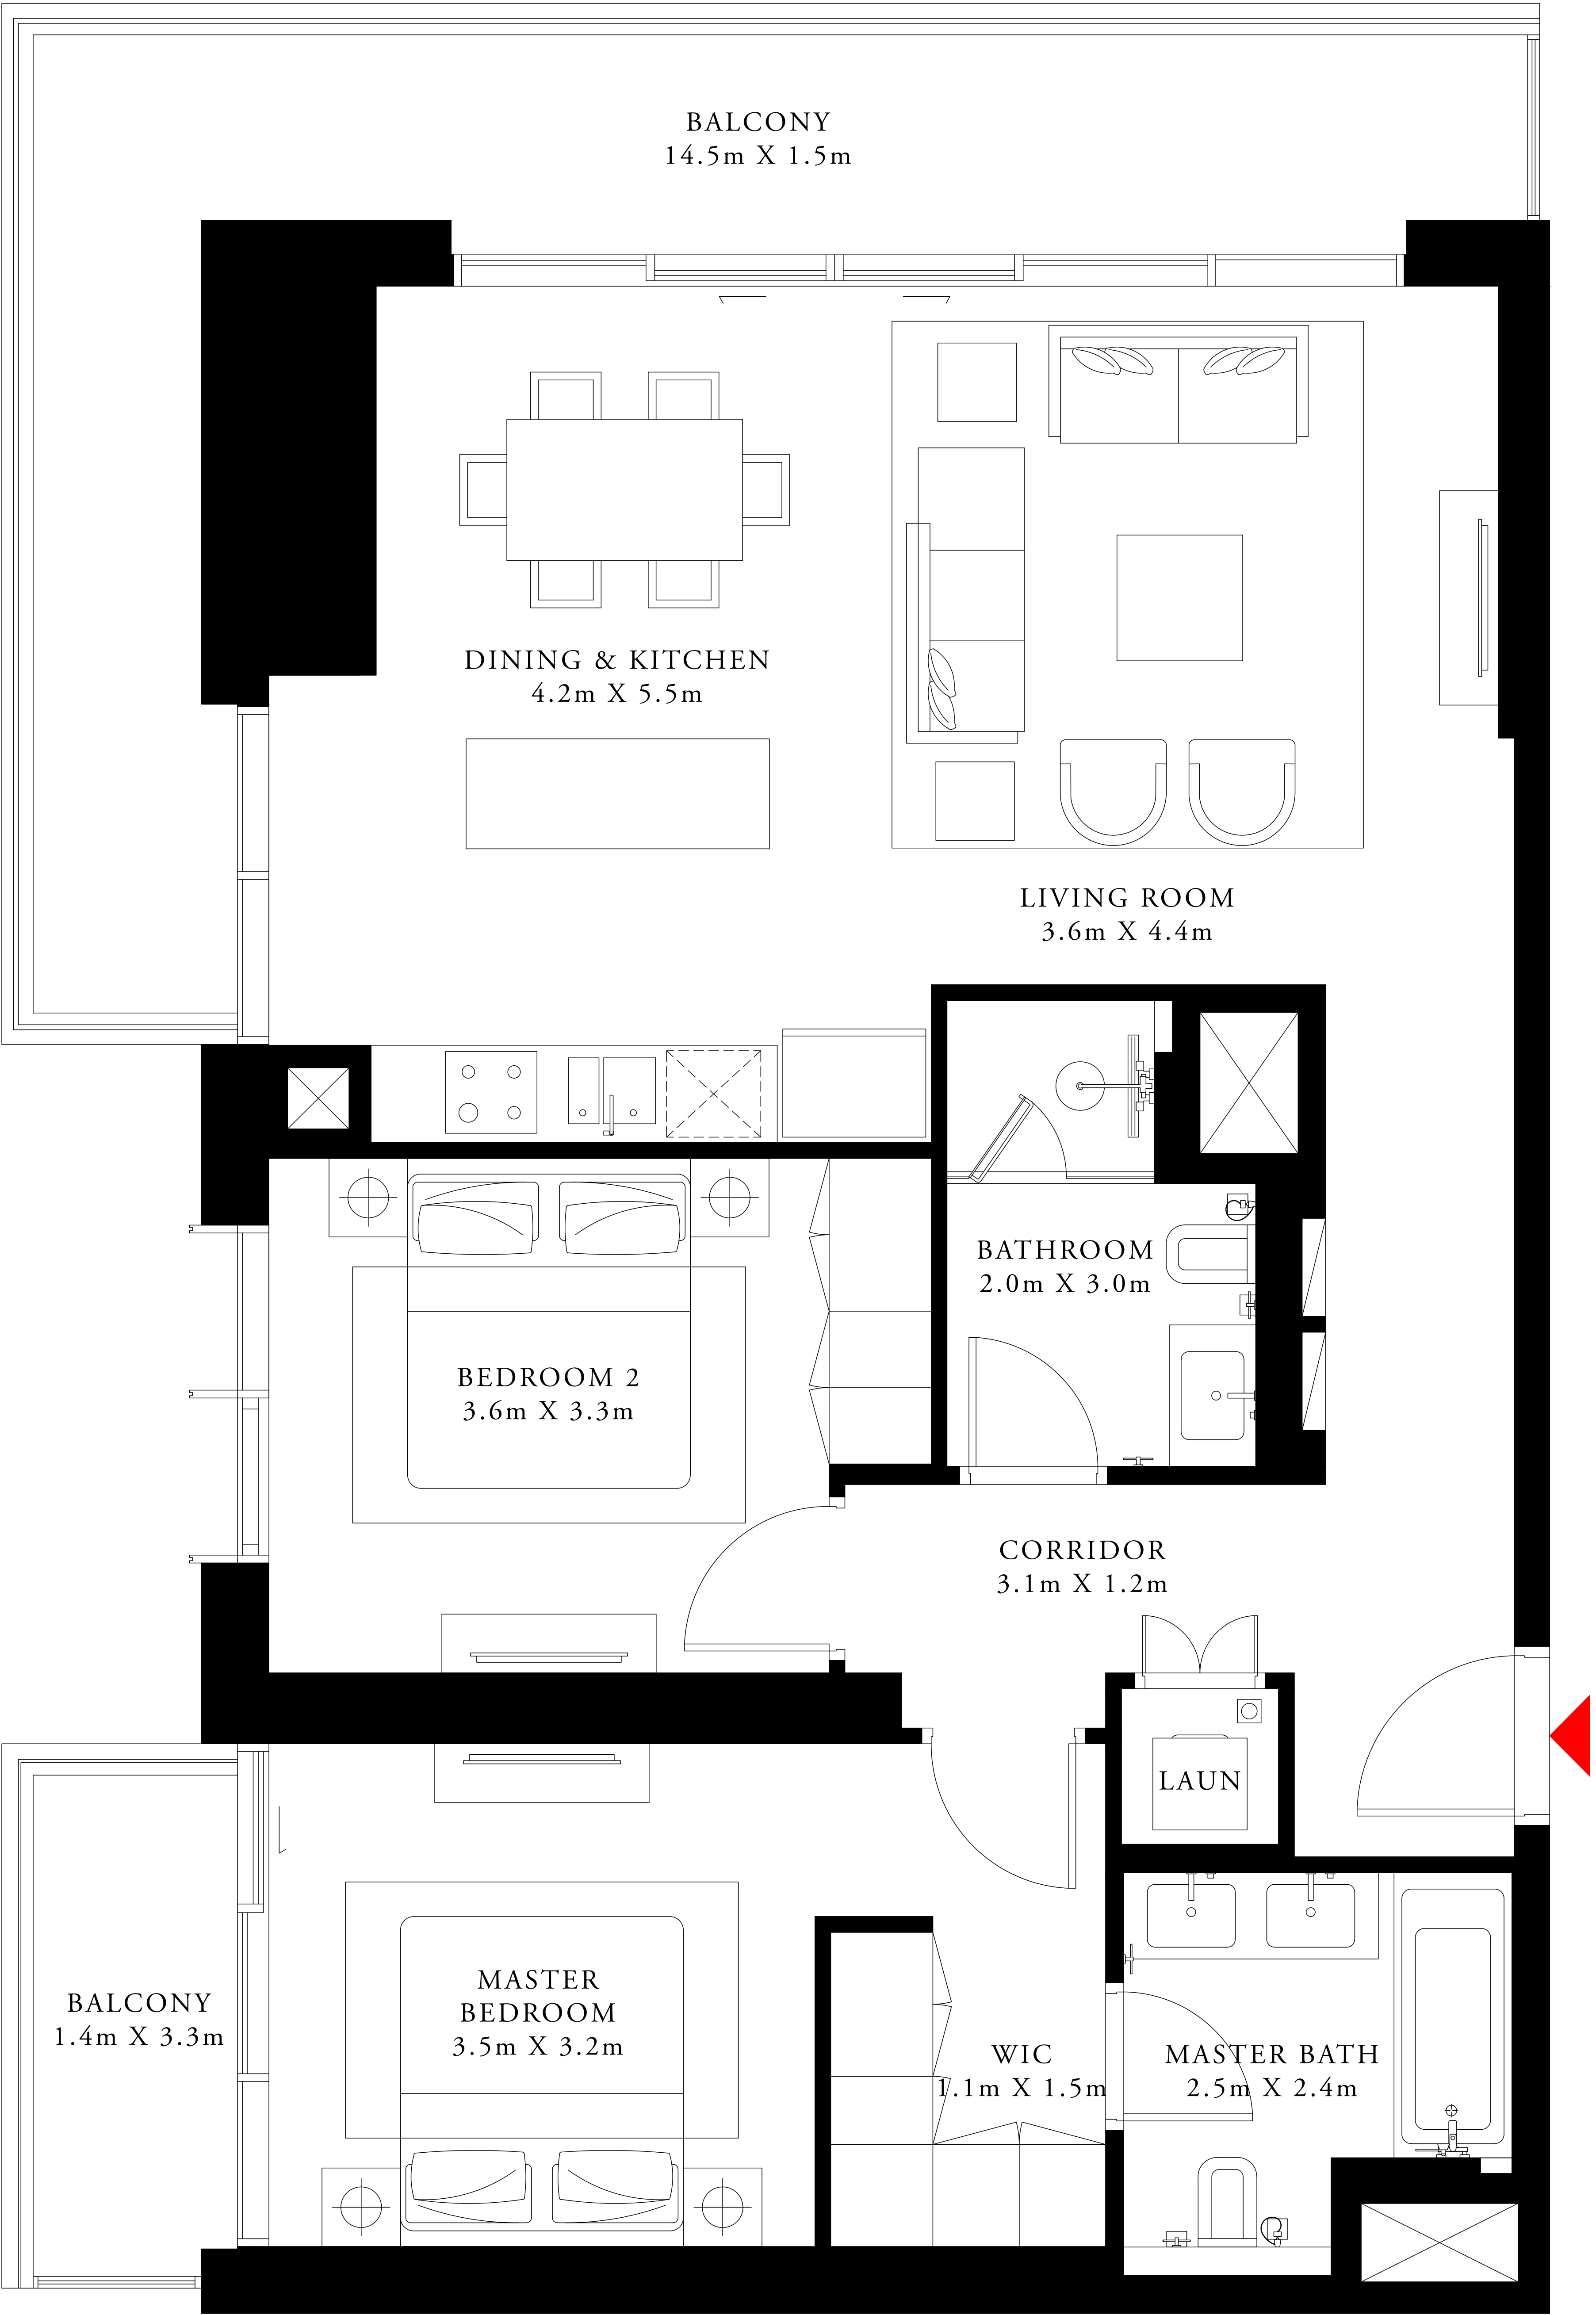 BALCONY
14.5m X 1.5m
DINING & KITCHEN
4.2m X 5.5m
LIVING ROOM
3.6m X 4.4m
BATHROOM
2.0m X 3.0m
BEDROOM 2
3.6m X 3.3m
CORRIDOR
3.1m X 1.2m
LAUN
MASTER
BEDROOM
3.5m X 3.2m
BALCONY
1.4m X 3.3m
WIC
1.1m X 1.5m
MASTER BATH
2.5m X 2.4m